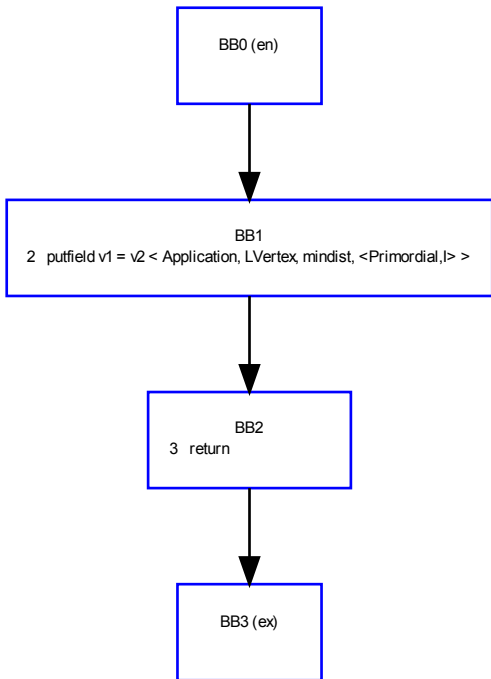 BB0 (en)
BB1
2 putfield v1 = v2 < Application, LVertex, mindist, <Primordial,I> >
BB2
3 return
BB3 (ex)